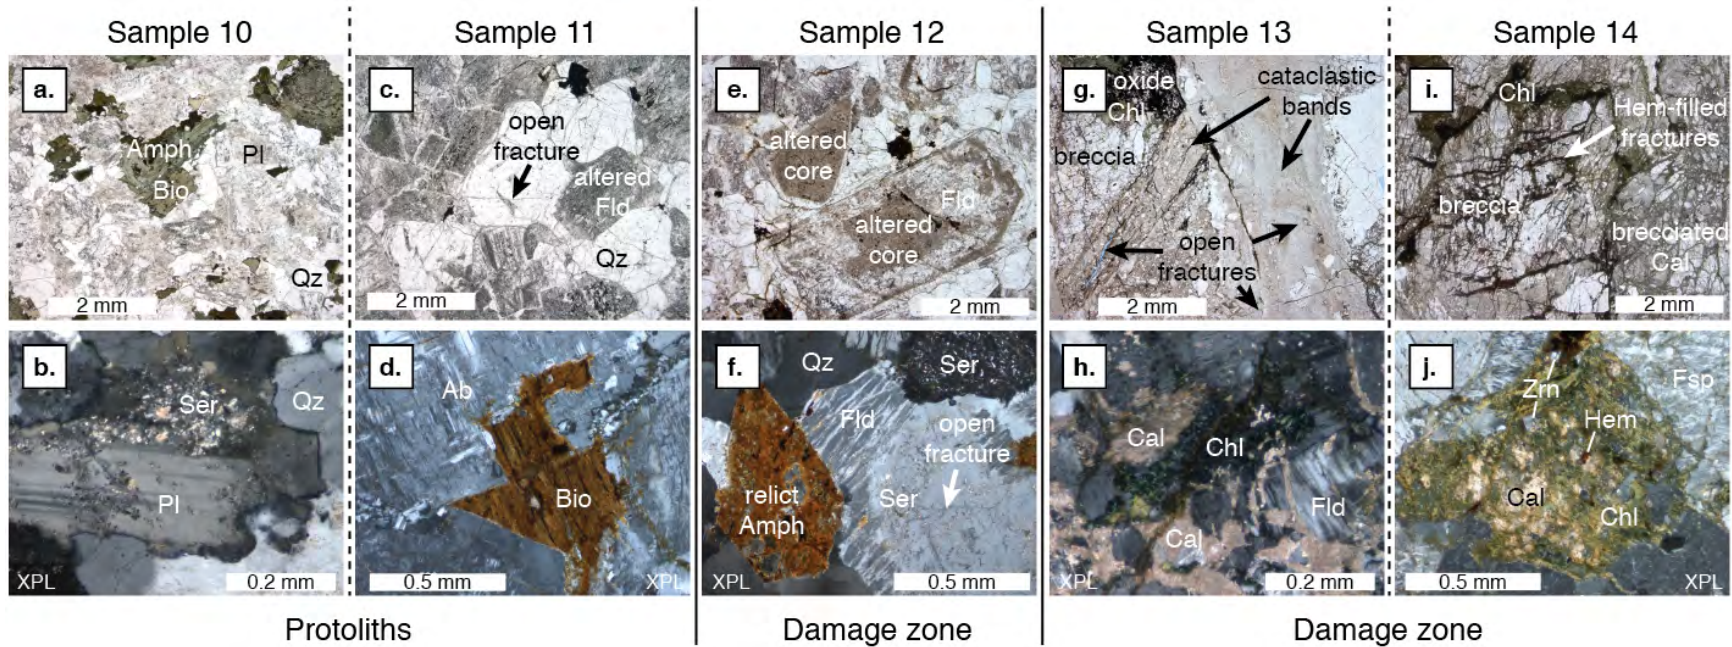 Sample 10
Sample 11
Sample 12
Sample 13
Sample 14
a.
Amph
Pl
Bio
Qz
2 mm
c.
open
fracture
altered
Fld
Qz
2 mm
e.
altered
core
Fld
altered
core
2 mm
g.
oxide
Chl
cataclastic
bands
breccia
open
fractures
2 mm
i.
Chl
Hem-filled
fractures
breccia
brecciated
Cal
2 mm
b.
Ser
Qz
Pl
XPL
0.2 mm
d.
Ab
Bio
0.5 mm
XPL
f.
Qz
Ser
Fld
open
fracture
relict
Amph
Ser
XPL
0.5 mm
h.
Cal
Chl
Fld
Cal
XPL
0.2 mm
j.
Zrn
Fsp
Hem
Cal
Chl
0.5 mm
XPL
Protoliths
Damage zone
Damage zone